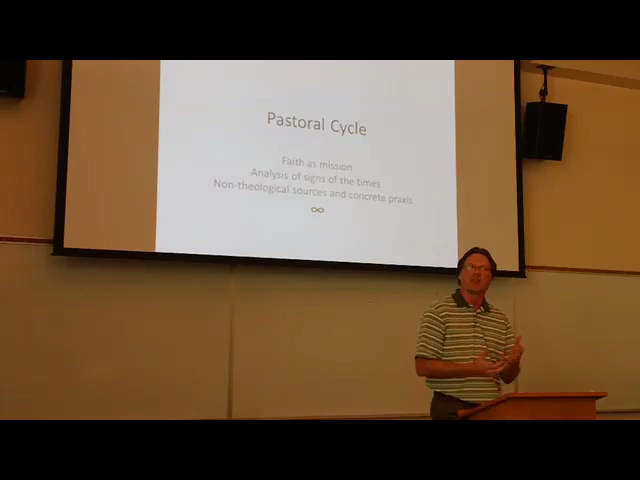 Pastoral Cycle
Faith as mission
Analysis of signs of the times
Non-theological sources and concrete praxis
∞